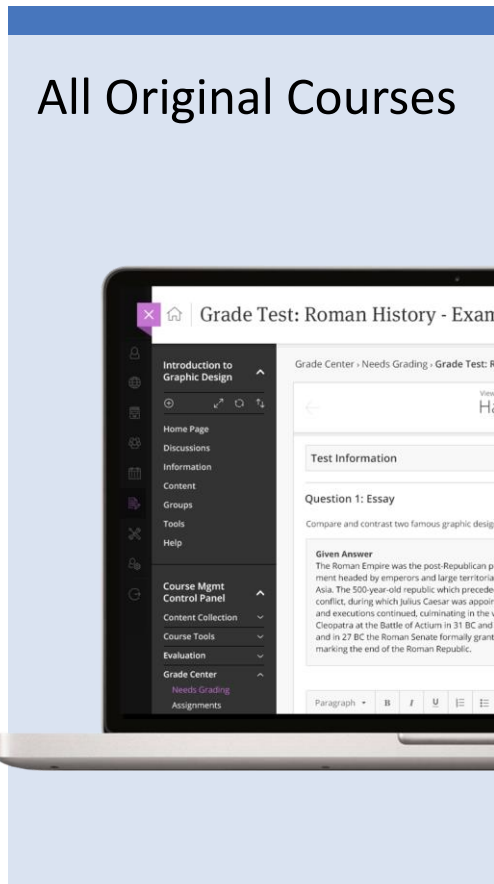 All Original Courses
Grade Test: Roman History - Exam
Introduction to
Graphic Design
Home Page
Discussions
Information
Content
Groups
Tools
Help
Course Mgmt
Control Panel
Content Collection
Course Tools
Evaluation
Grade Center
Needs Grading
Assignments
Grade Center › Needs Grading › Grade Test: R
View
Ha
Test Information
Question 1: Essay
Compare and contrast two famous graphic desig
Given Answer
The Roman Empire was the post-Republican p
ment headed by emperors and large territoria
Asia. The 500-year-old republic which precede
conflict, during which Julius Caesar was appoin
and executions continued, culminating in the v
Cleopatra at the Battle of Actium in 31 BC and
and in 27 BC the Roman Senate formally grant
marking the end of the Roman Republic.
Paragraph B I U